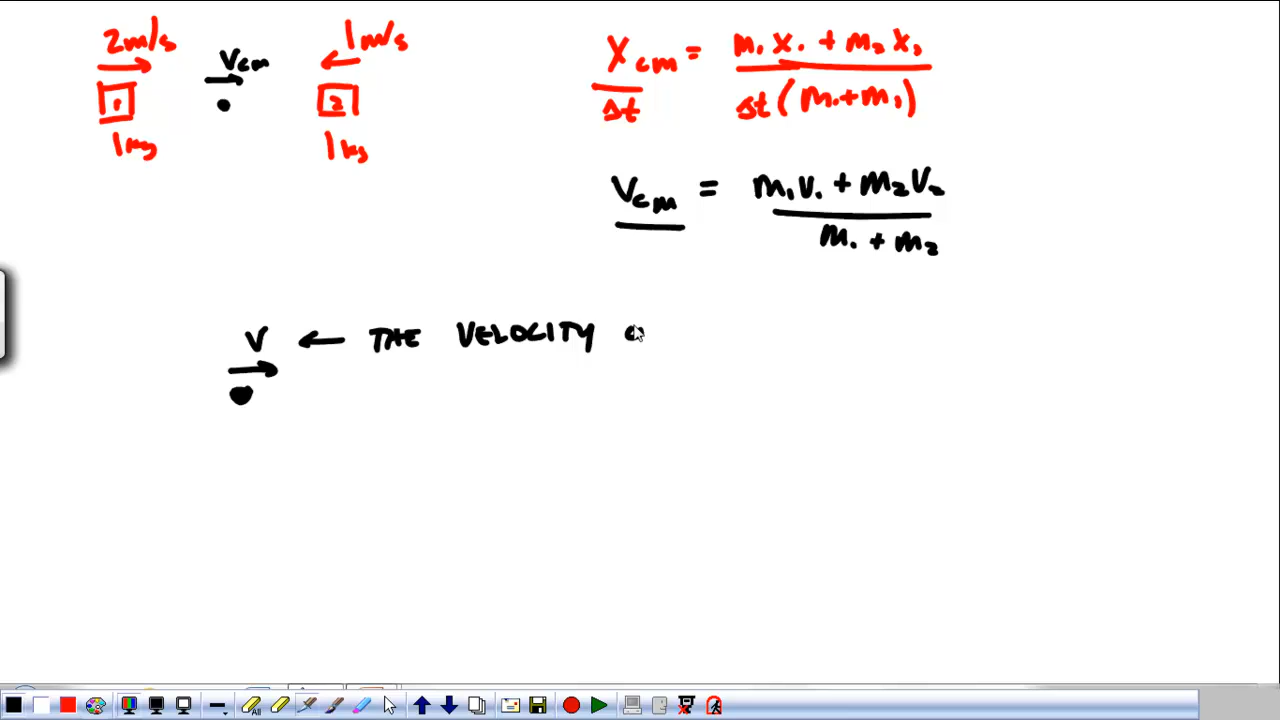 2m/s
Vcm
1m/s
1
2
1kg
1kg
Xcm/Δt = (m1x1 + m2x2)/(Δt(m1+m2))
Vcm = (m1v1 + m2v2)/(m1 + m2)
V ← THE VELOCITY
All